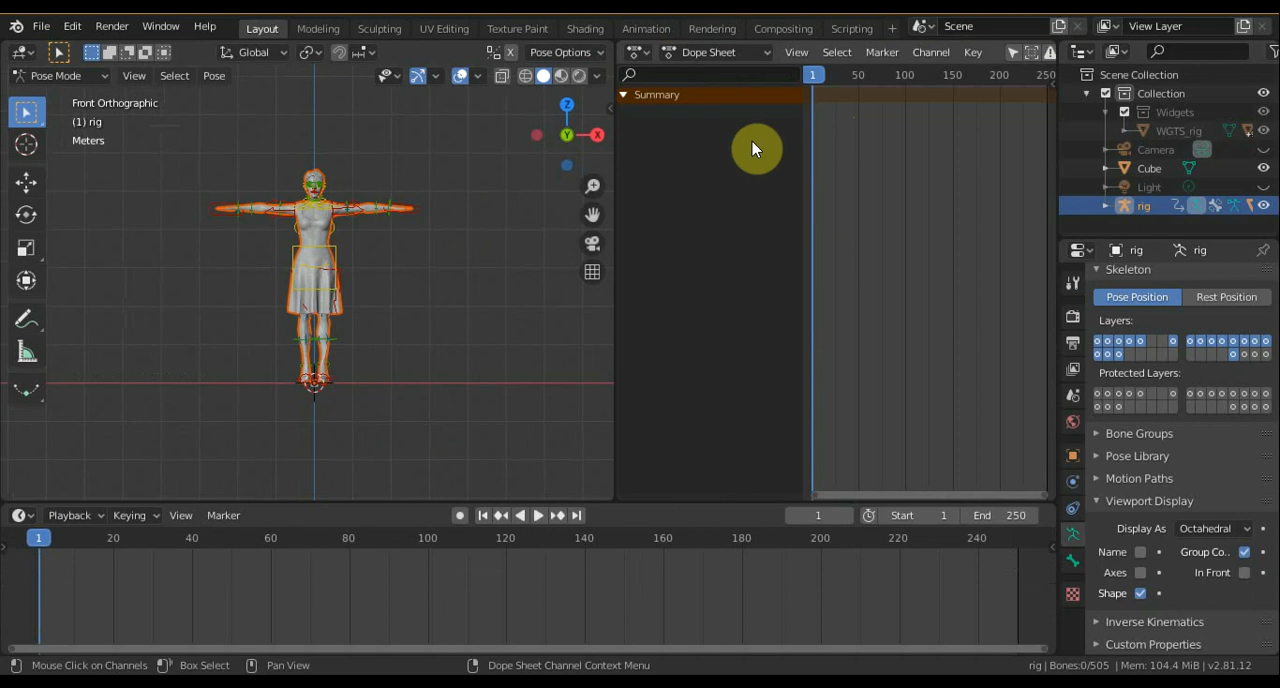 File Edit Render Window Help Layout Modeling Sculpting UV Editing Texture Paint Shading Animation Rendering Compositing Scripting + Scene View Layer
Global X Pose Options Dope Sheet View Select Marker Channel Key
Pose Mode View Select Pose
1 50 100 150 200 250
Scene Collection
Summary
Collection
Front Orthographic
(1) rig
Meters
Z
Y
X
Widgets
WGTS_rig
Camera
Cube
Light
rig
rig rig
Skeleton
Pose Position Rest Position
Layers:
Protected Layers:
Bone Groups
Pose Library
Motion Paths
Viewport Display
Display As Octahedral
Name Group Co..
Axes In Front
Shape
Inverse Kinematics
Custom Properties
Playback Keying View Marker 1 Start 1 End 250
1 20 40 60 80 100 120 140 160 180 200 220 240
Mouse Click on Channels Box Select Pan View Dope Sheet Channel Context Menu rig | Bones:0/505 | Mem: 104.4 MiB | v2.81.12